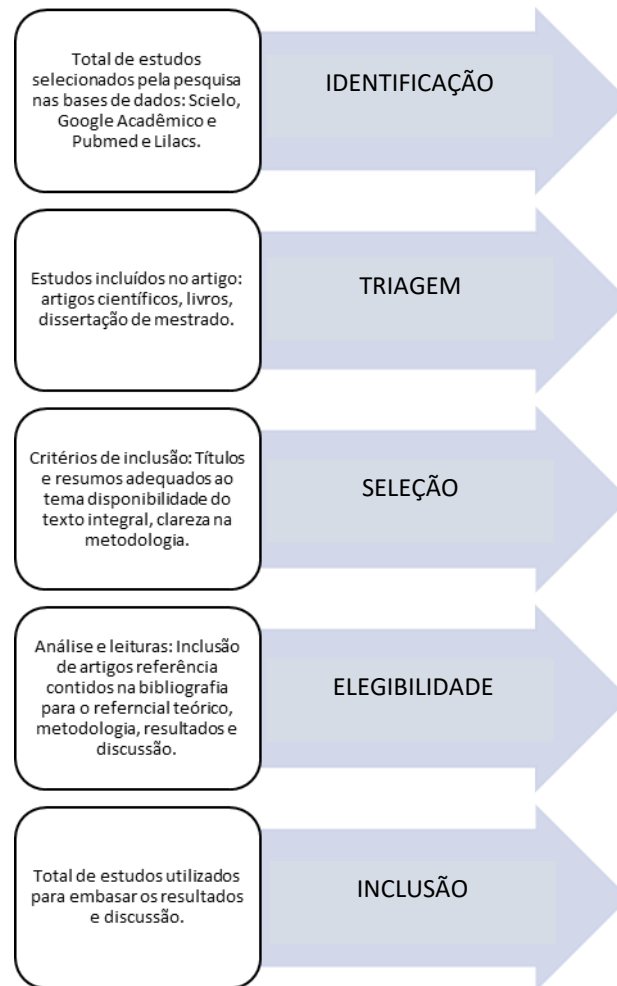 Total de estudos
selecionados pela pesquisa
nas bases de dados: Scielo,
Google Acadêmico e
Pubmed e Lilacs.
IDENTIFICAÇÃO
Estudos incluídos no artigo:
artigos científicos, livros,
dissertação de mestrado.
TRIAGEM
Critérios de inclusão: Títulos
e resumos adequados ao
tema disponibilidade do
texto integral, clareza na
metodologia.
SELEÇÃO
Análise e leituras: Inclusão
de artigos referência
contidos na bibliografia
para o referncial teórico,
metodologia, resultados e
discussão.
ELEGIBILIDADE
Total de estudos utilizados
para embasar os resultados
e discussão.
INCLUSÃO